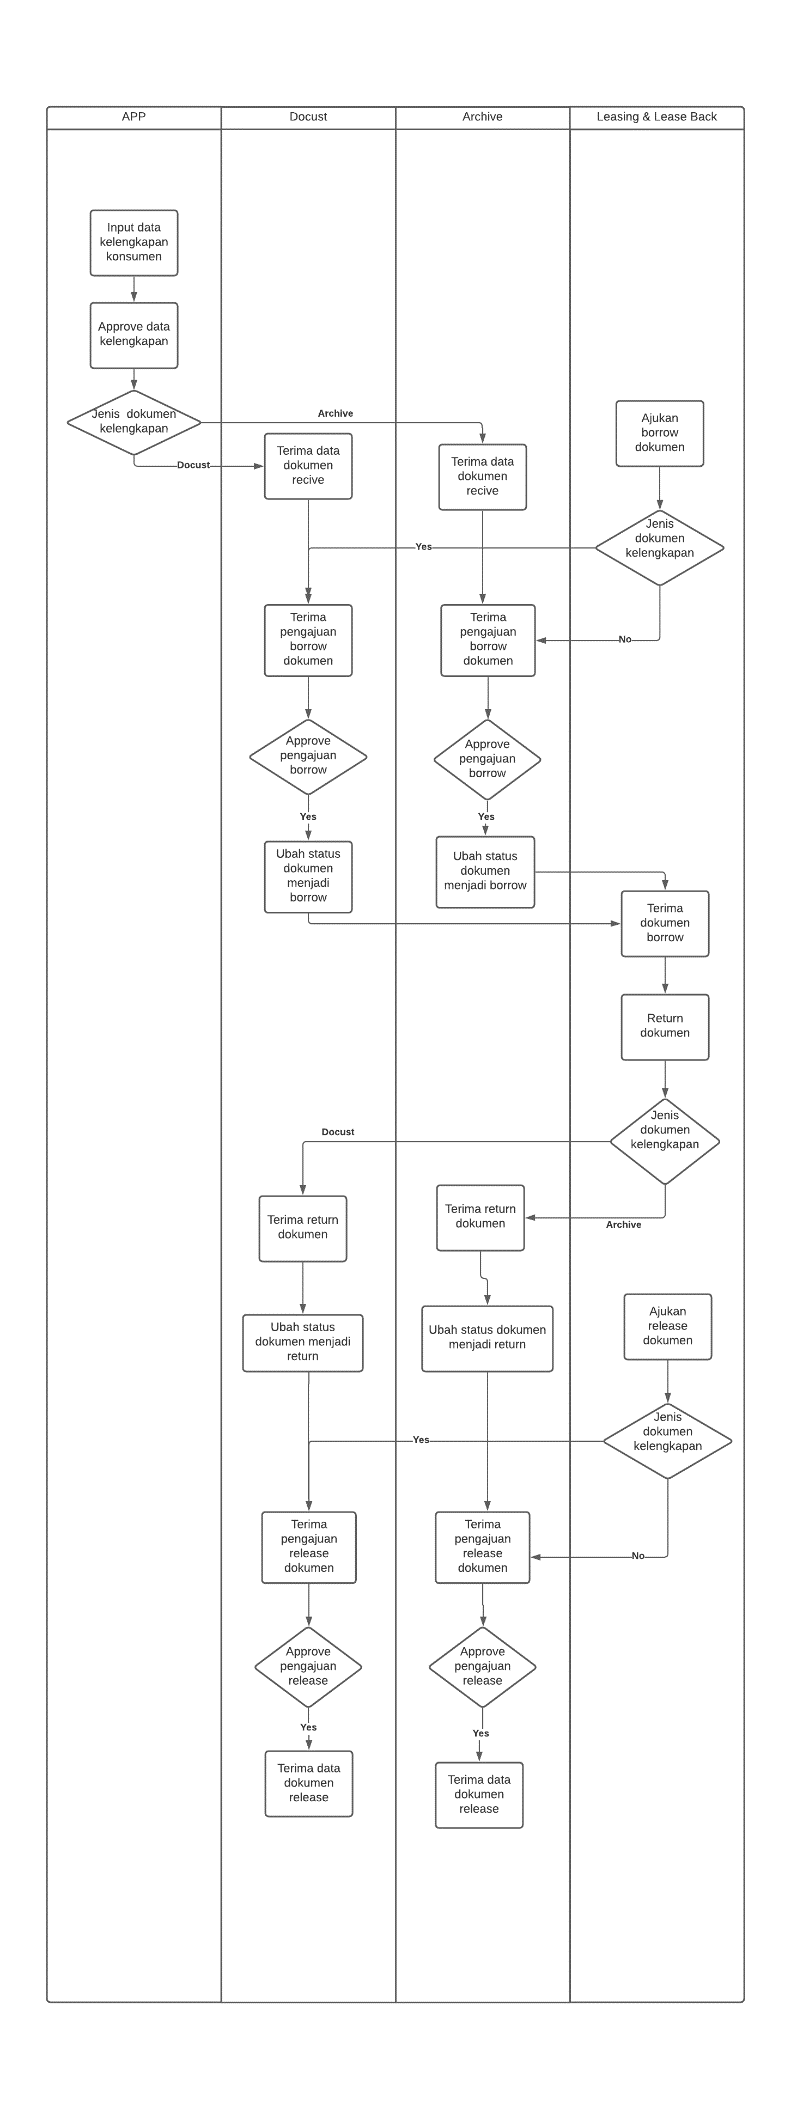 APP
Docust
Archive
Leasing & Lease Back
Input data
kelengkapan
konsumen
Approve data
kelengkapan
Jenis dokumen
kelengkapan
Archive
Docust
Terima data
dokumen
recive
Terima data
dokumen
recive
Ajukan
borrow
dokumen
Jenis
dokumen
kelengkapan
Yes
No
Terima
pengajuan
borrow
dokumen
Terima
pengajuan
borrow
dokumen
Approve
pengajuan
borrow
Approve
pengajuan
borrow
Yes
Yes
Ubah status
dokumen
menjadi
borrow
Ubah status
dokumen
menjadi borrow
Terima
dokumen
borrow
Return
dokumen
Jenis
dokumen
kelengkapan
Docust
Archive
Terima return
dokumen
Terima return
dokumen
Ubah status
dokumen menjadi
return
Ubah status dokumen
menjadi return
Ajukan
release
dokumen
Jenis
dokumen
kelengkapan
Yes
No
Terima
pengajuan
release
dokumen
Terima
pengajuan
release
dokumen
Approve
pengajuan
release
Approve
pengajuan
release
Yes
Yes
Terima data
dokumen
release
Terima data
dokumen
release